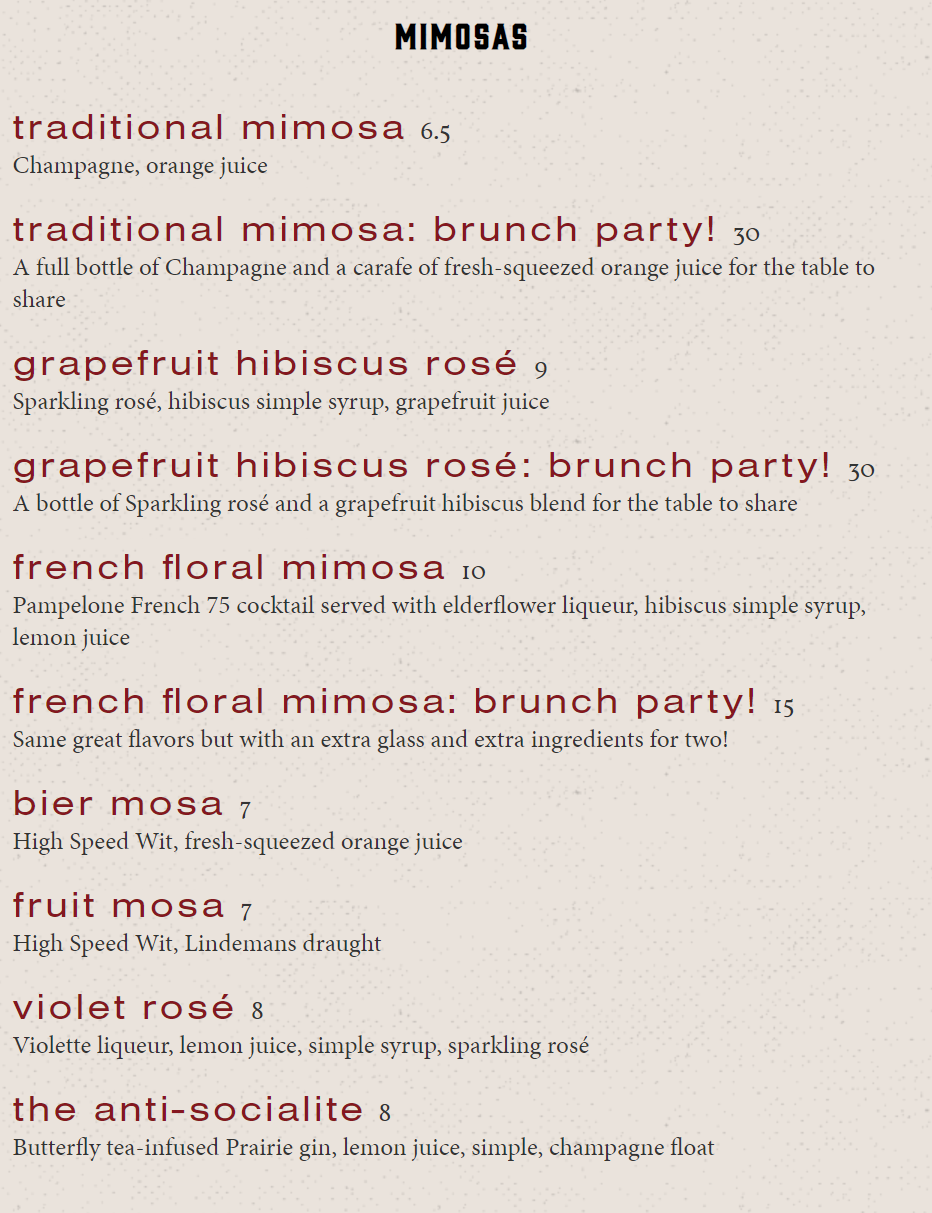 MIMOSAS
traditional mimosa 6.5
Champagne, orange juice
traditional mimosa: brunch party! 30
A full bottle of Champagne and a carafe of fresh-squeezed orange juice for the table to
share
grapefruit hibiscus rosé 9
Sparkling rosé, hibiscus simple syrup, grapefruit juice
grapefruit hibiscus rosé: brunch party! 30
A bottle of Sparkling rosé and a grapefruit hibiscus blend for the table to share
french floral mimosa 10
Pampelone French 75 cocktail served with elderflower liqueur, hibiscus simple syrup,
lemon juice
french floral mimosa: brunch party! 15
Same great flavors but with an extra glass and extra ingredients for two!
bier mosa 7
High Speed Wit, fresh-squeezed orange juice
fruit mosa 7
High Speed Wit, Lindemans draught
violet rosé 8
Violette liqueur, lemon juice, simple syrup, sparkling rosé
the anti-socialite 8
Butterfly tea-infused Prairie gin, lemon juice, simple, champagne float